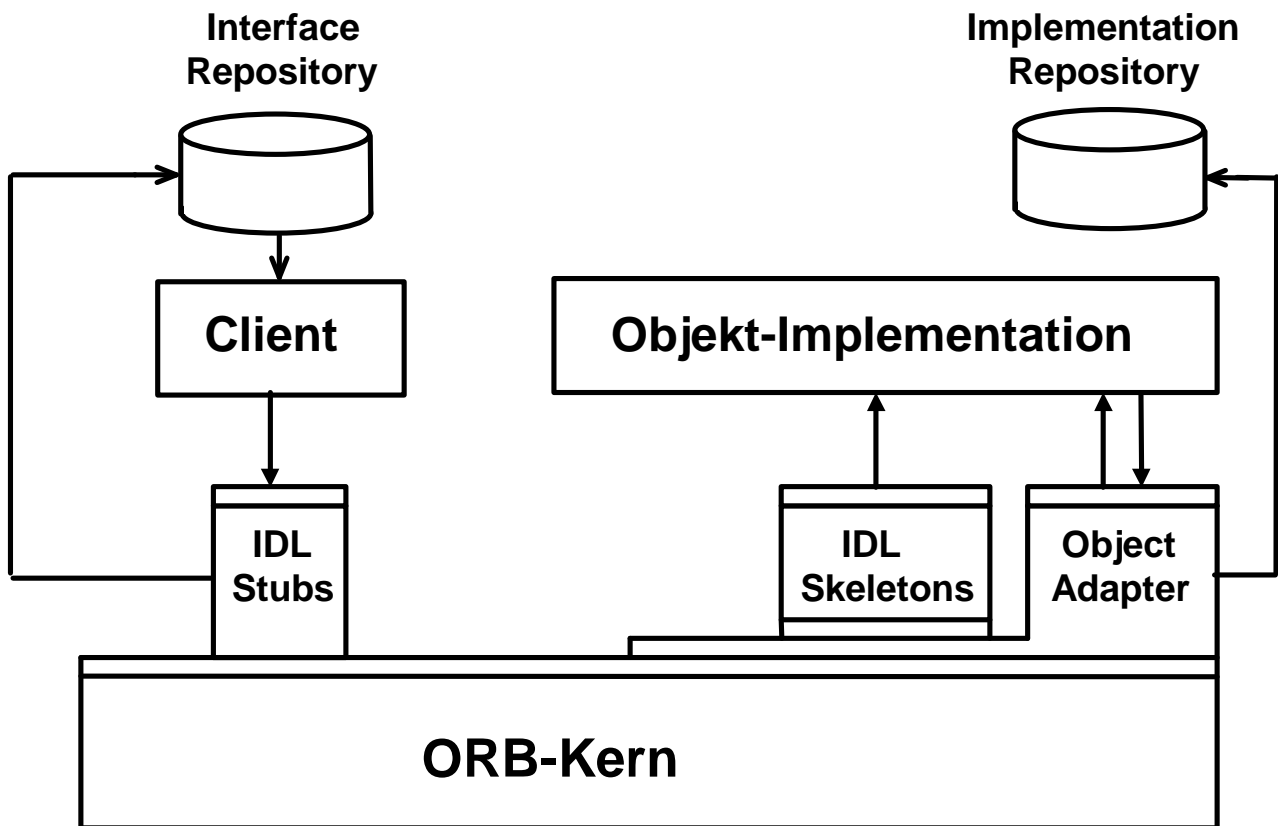 Interface
Repository
Implementation
Repository
Client
Objekt-Implementation
IDL
Stubs
IDL
Skeletons
Object
Adapter
ORB-Kern